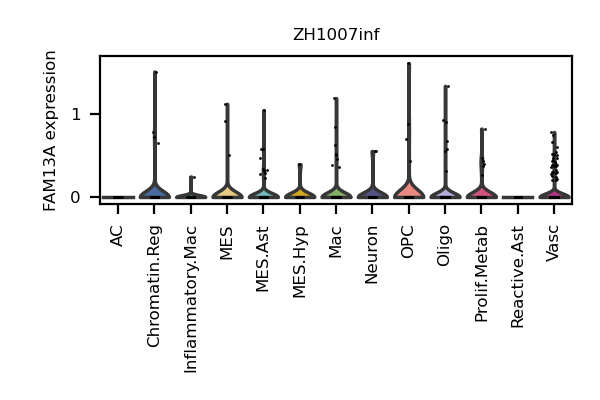 ZH1007inf
FAM13A expression
1
0
AC
Chromatin.Reg
Inflammatory.Mac
MES
MES.Ast
MES.Hyp
Mac
Neuron
OPC
Oligo
Prolif.Metab
Reactive.Ast
Vasc